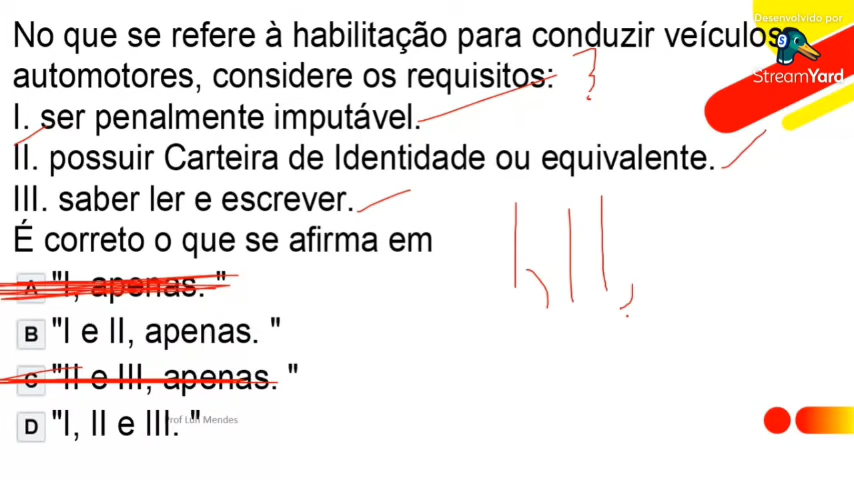 Desenvolvido por
StreamYard
No que se refere à habilitação para conduzir veículos
automotores, considere os requisitos:
I. ser penalmente imputável.
II. possuir Carteira de Identidade ou equivalente.
III. saber ler e escrever.
É correto o que se afirma em
A "I, apenas. "
B "I e II, apenas. "
C "II e III, apenas. "
D "I, II e III. "
Prof Luri Mendes
I, II,